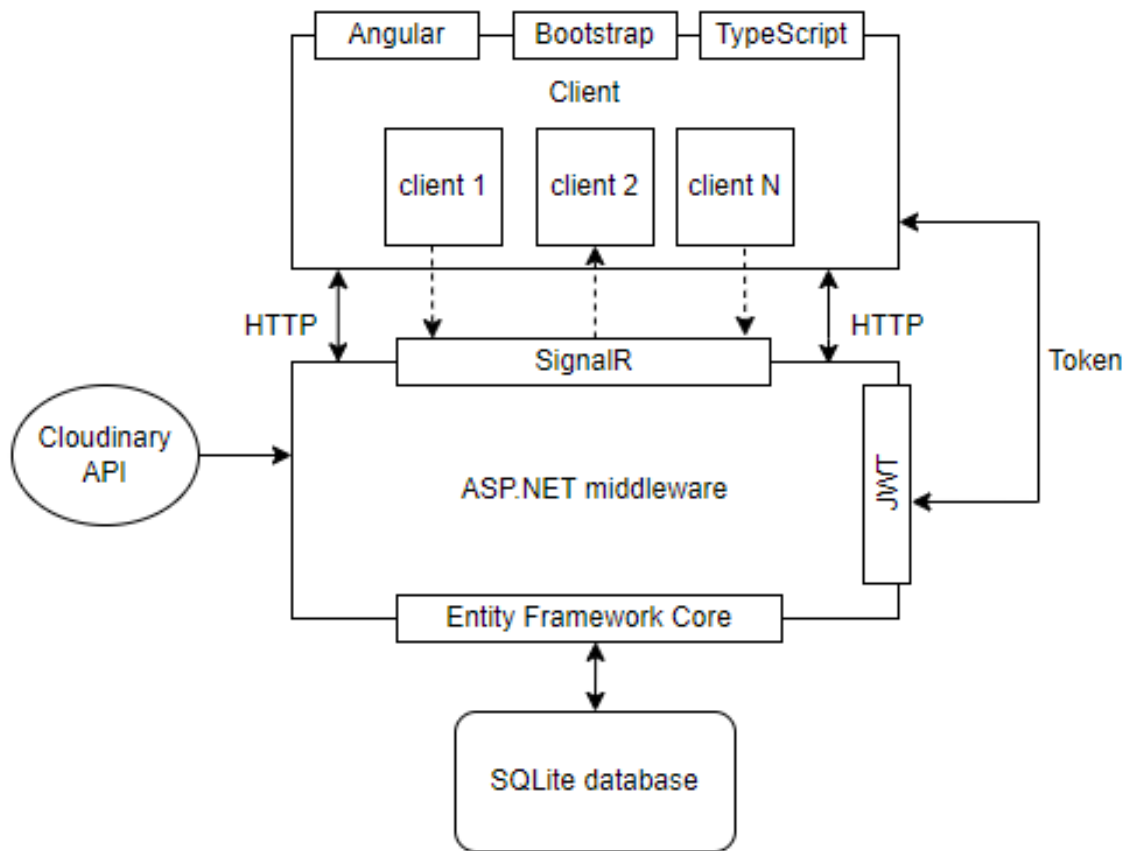 Angular
Bootstrap
TypeScript
Client
client 1
client 2
client N
HTTP
HTTP
SignalR
Token
Cloudinary
API
ASP.NET middleware
JWT
Entity Framework Core
SQLite database